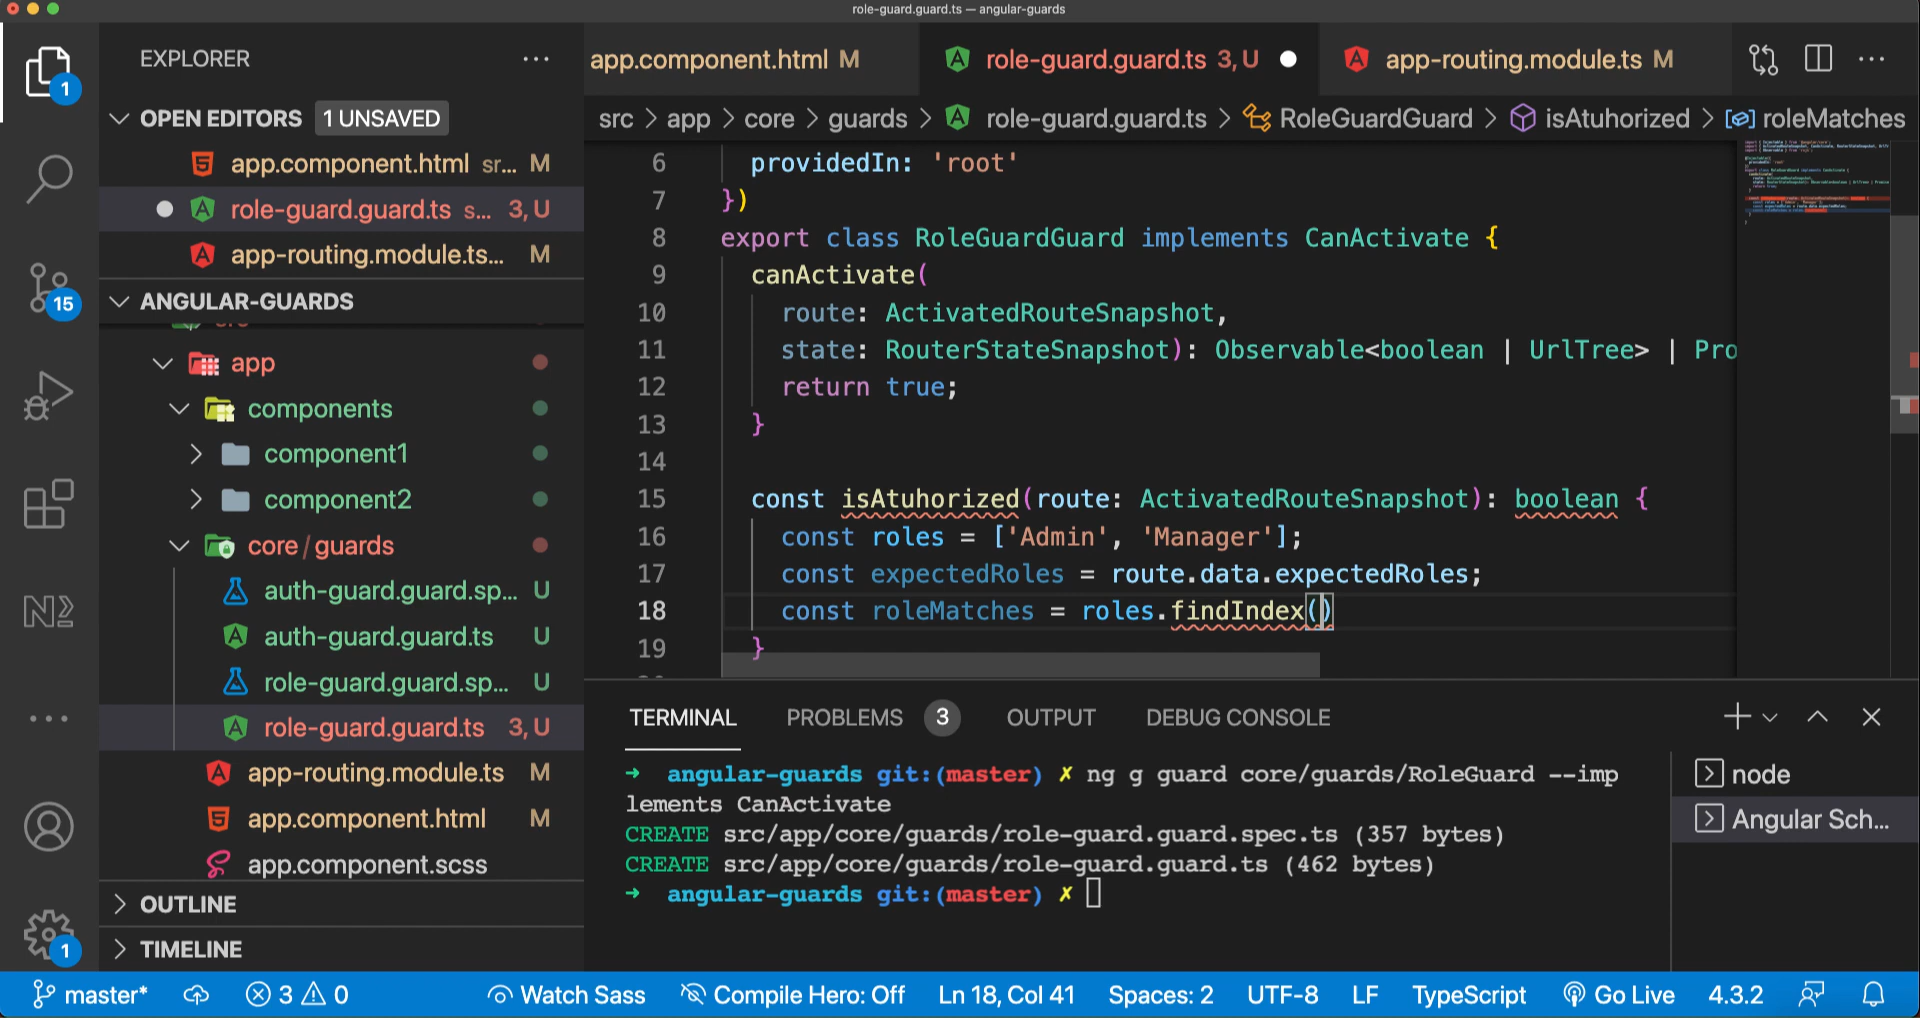 role-guard.guard.ts — angular-guards
EXPLORER
OPEN EDITORS 1 UNSAVED
app.component.html sr... M
role-guard.guard.ts s... 3, U
app-routing.module.ts... M
ANGULAR-GUARDS
app
components
component1
component2
core / guards
auth-guard.guard.sp... U
auth-guard.guard.ts U
role-guard.guard.sp... U
role-guard.guard.ts 3, U
app-routing.module.ts M
app.component.html M
app.component.scss
OUTLINE
TIMELINE
1
15
1
app.component.html M
role-guard.guard.ts 3, U
app-routing.module.ts M
src > app > core > guards > role-guard.guard.ts > RoleGuardGuard > isAtuhorized > roleMatches
6 providedIn: 'root'
7 })
8 export class RoleGuardGuard implements CanActivate {
9 canActivate(
10 route: ActivatedRouteSnapshot,
11 state: RouterStateSnapshot): Observable<boolean | UrlTree> | Pro
12 return true;
13 }
14
15 const isAtuhorized(route: ActivatedRouteSnapshot): boolean {
16 const roles = ['Admin', 'Manager'];
17 const expectedRoles = route.data.expectedRoles;
18 const roleMatches = roles.findIndex()
19 }
TERMINAL PROBLEMS 3 OUTPUT DEBUG CONSOLE
➜ angular-guards git:(master) ✗ ng g guard core/guards/RoleGuard --imp
lements CanActivate
CREATE src/app/core/guards/role-guard.guard.spec.ts (357 bytes)
CREATE src/app/core/guards/role-guard.guard.ts (462 bytes)
➜ angular-guards git:(master) ✗
node
Angular Sch...
master* 3 0 Watch Sass Compile Hero: Off Ln 18, Col 41 Spaces: 2 UTF-8 LF TypeScript Go Live 4.3.2